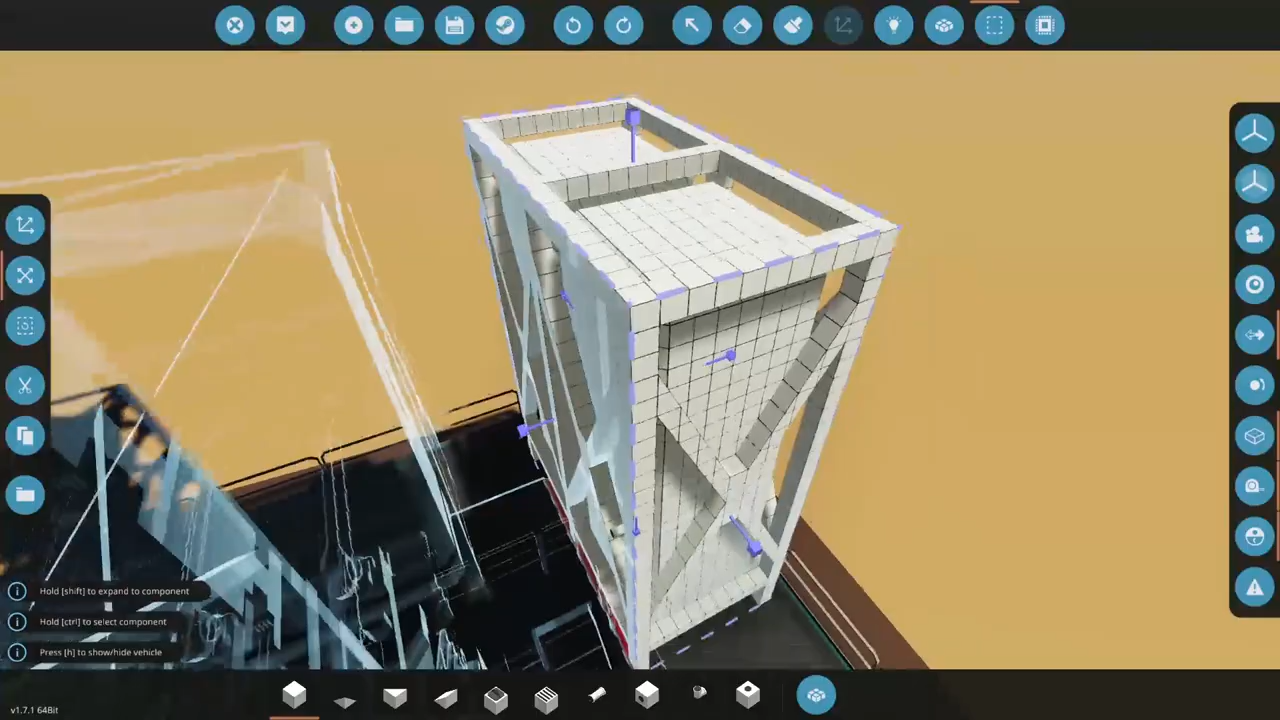 Hold [shift] to expand to component
Hold [ctrl] to select component
Press [h] to show/hide vehicle
v1.7.1 64Bit